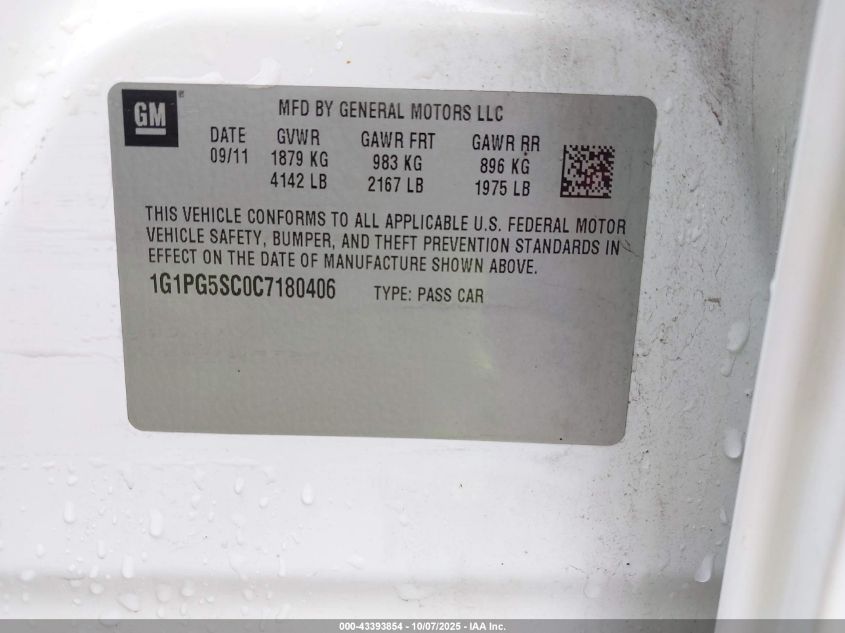 GM ®
MFD BY GENERAL MOTORS LLC
DATE GVWR GAWR FRT GAWR RR
09/11 1879 KG 983 KG 896 KG
4142 LB 2167 LB 1975 LB
THIS VEHICLE CONFORMS TO ALL APPLICABLE U.S. FEDERAL MOTOR
VEHICLE SAFETY, BUMPER, AND THEFT PREVENTION STANDARDS IN
EFFECT ON THE DATE OF MANUFACTURE SHOWN ABOVE.
1G1PG5SC0C7180406 TYPE: PASS CAR
000-43393854 - 10/07/2025 - IAA Inc.